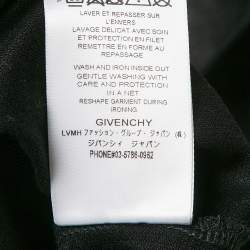 LAVER ET REPASSER SUR
L'ENVERS
LAVAGE DELICAT AVEC SOIN
ET PROTECTION EN FILET
REMETTRE EN FORME AU
REPASSAGE
WASH AND IRON INSIDE OUT
GENTLE WASHING WITH
CARE AND PROTECTION
IN A NET
RESHAPE GARMENT DURING
IRONING
GIVENCHY
LVMH ファッション・グループ・ジャパン (株)
ジバンシィ ジャパン
PHONE#03-5786-0962